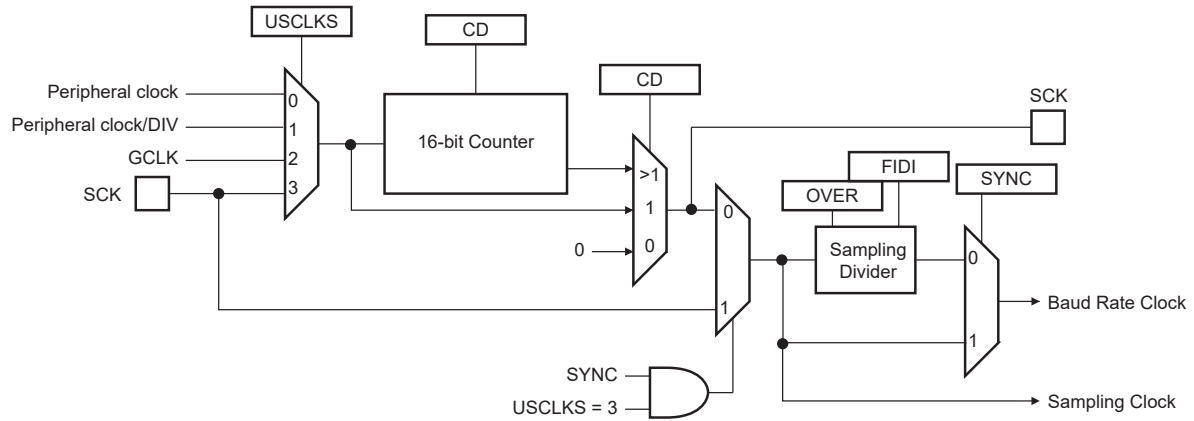 USCLKS
CD
CD
SCK
Peripheral clock
0
Peripheral clock/DIV
1
GCLK
2
SCK
3
16-bit Counter
>1
1
0
0
0
1
FIDI
OVER
SYNC
Sampling
Divider
0
1
Baud Rate Clock
SYNC
USCLKS = 3
Sampling Clock